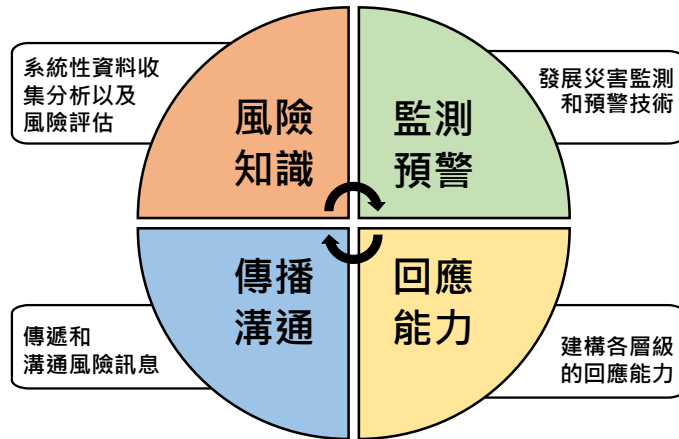 系統性資料收
集分析以及
風險評估
風險
知識
監測
預警
發展災害監測
和預警技術
傳播
溝通
回應
能力
傳遞和
溝通風險訊息
建構各層級
的回應能力